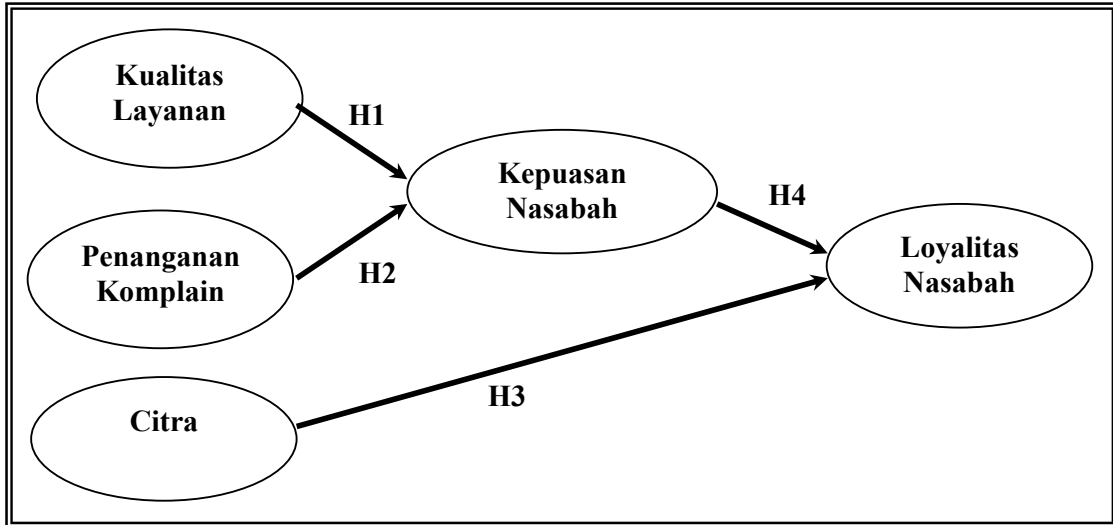 Kualitas
Layanan
H1
Kepuasan
Nasabah
H4
Penanganan
Komplain
H2
Loyalitas
Nasabah
H3
Citra